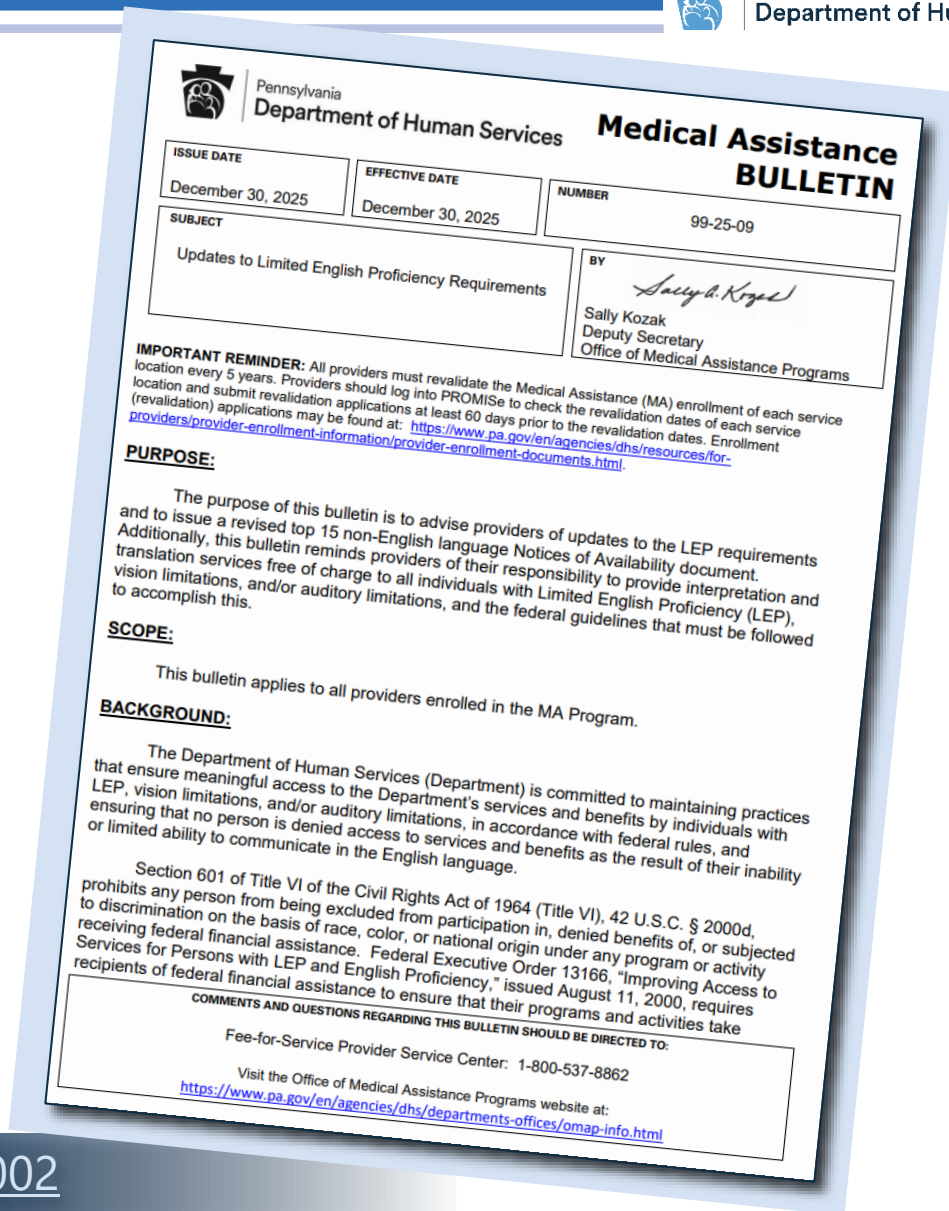 Department of Hu
Pennsylvania
Department of Human Services
Medical Assistance
BULLETIN
ISSUE DATE
December 30, 2025
EFFECTIVE DATE
December 30, 2025
NUMBER
99-25-09
SUBJECT
Updates to Limited English Proficiency Requirements
BY
Sally A. Kozak
Sally Kozak
Deputy Secretary
Office of Medical Assistance Programs
IMPORTANT REMINDER: All providers must revalidate the Medical Assistance (MA) enrollment of each service
location every 5 years. Providers should log into PROMISe to check the revalidation dates of each service
location and submit revalidation applications at least 60 days prior to the revalidation dates. Enrollment
(revalidation) applications may be found at: https://www.pa.gov/en/agencies/dhs/resources/for-
providers/provider-enrollment-information/provider-enrollment-documents.html.
PURPOSE:
The purpose of this bulletin is to advise providers of updates to the LEP requirements
and to issue a revised top 15 non-English language Notices of Availability document.
Additionally, this bulletin reminds providers of their responsibility to provide interpretation and
translation services free of charge to all individuals with Limited English Proficiency (LEP),
vision limitations, and/or auditory limitations, and the federal guidelines that must be followed
to accomplish this.
SCOPE:
This bulletin applies to all providers enrolled in the MA Program.
BACKGROUND:
The Department of Human Services (Department) is committed to maintaining practices
that ensure meaningful access to the Department's services and benefits by individuals with
LEP, vision limitations, and/or auditory limitations, in accordance with federal rules, and
ensuring that no person is denied access to services and benefits as the result of their inability
or limited ability to communicate in the English language.
Section 601 of Title VI of the Civil Rights Act of 1964 (Title VI), 42 U.S.C. § 2000d,
prohibits any person from being excluded from participation in, denied benefits of, or subjected
to discrimination on the basis of race, color, or national origin under any program or activity
receiving federal financial assistance. Federal Executive Order 13166, "Improving Access to
Services for Persons with LEP and English Proficiency," issued August 11, 2000, requires
recipients of federal financial assistance to ensure that their programs and activities take
COMMENTS AND QUESTIONS REGARDING THIS BULLETIN SHOULD BE DIRECTED TO:
Fee-for-Service Provider Service Center: 1-800-537-8862
Visit the Office of Medical Assistance Programs website at:
https://www.pa.gov/en/agencies/dhs/departments-offices/omap-info.html
002